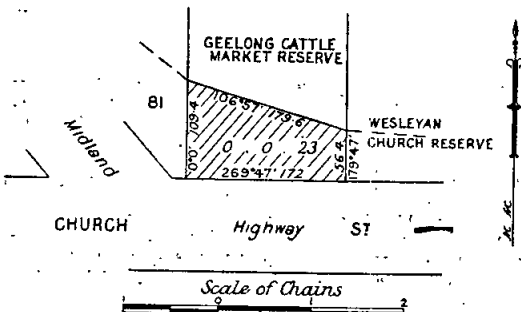 GEELONG CATTLE
MARKET RESERVE
81
106°57' 179.6
WESLEYAN
CHURCH RESERVE
0°0' 109.4
0. 0. 23
56.4
179°47'
269°47' 172
Midland
CHURCH Highway ST
Scale of Chains
1 0 1 2